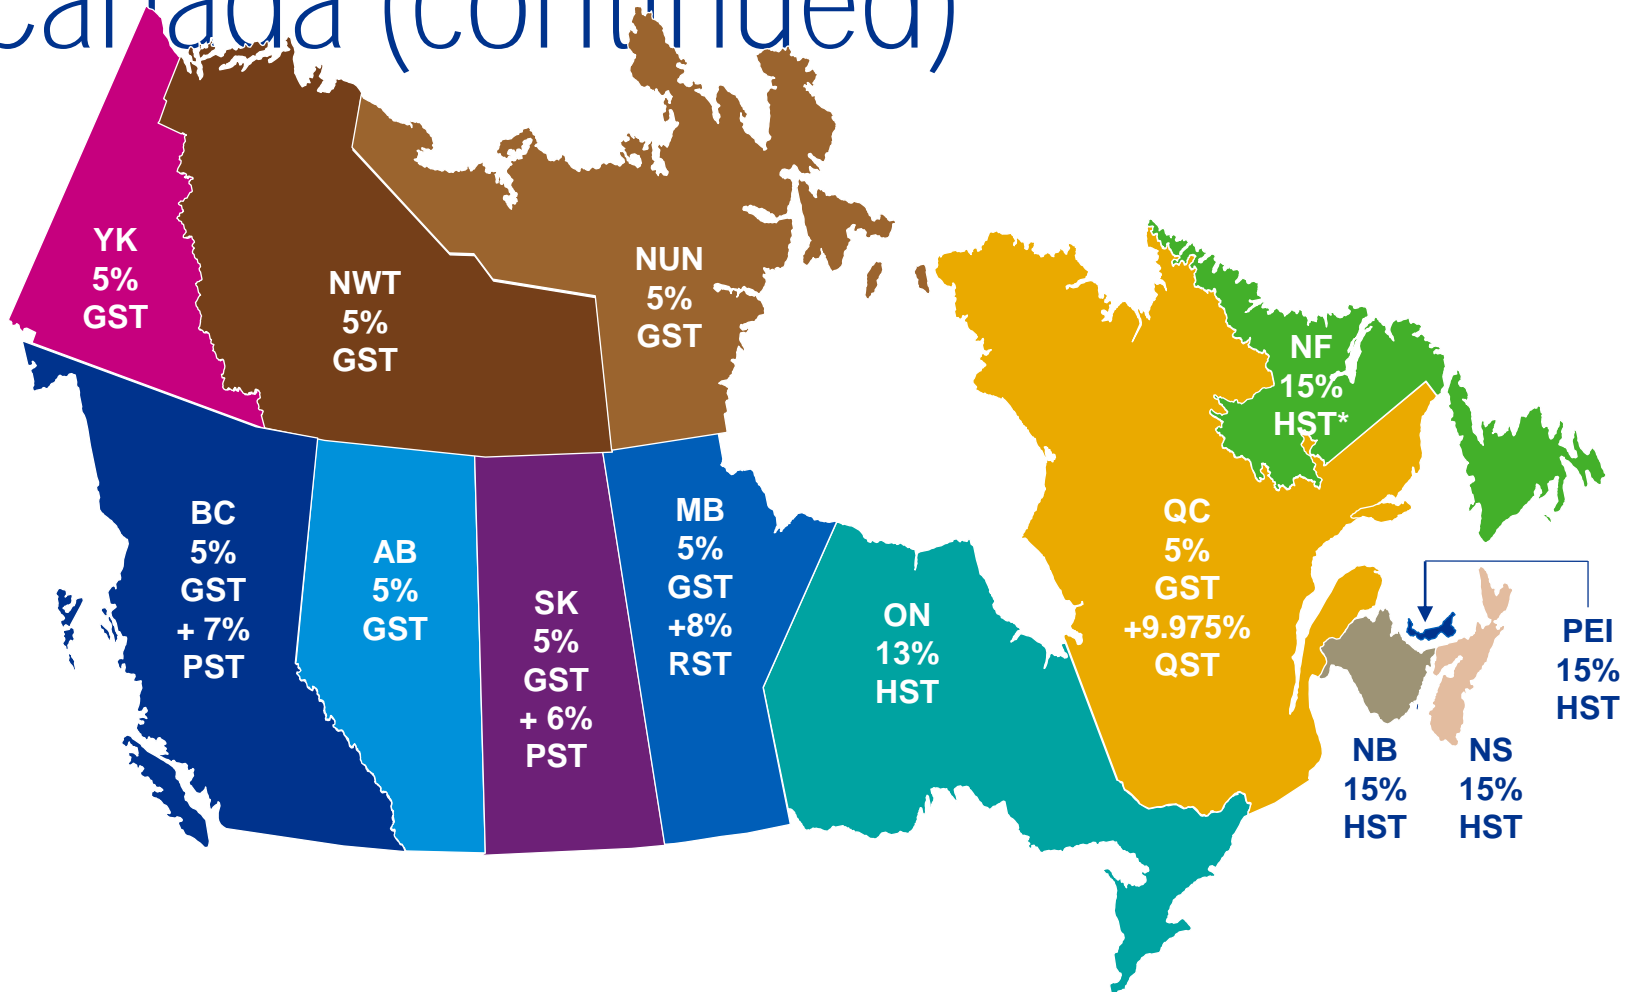 Canada (continued)
YK
5%
GST
NWT
5%
GST
NUN
5%
GST
NF
15%
HST*
BC
5%
GST
+ 7%
PST
AB
5%
GST
SK
5%
GST
+ 6%
PST
MB
5%
GST
+8%
RST
ON
13%
HST
QC
5%
GST
+9.975%
QST
PEI
15%
HST
NB
15%
HST
NS
15%
HST